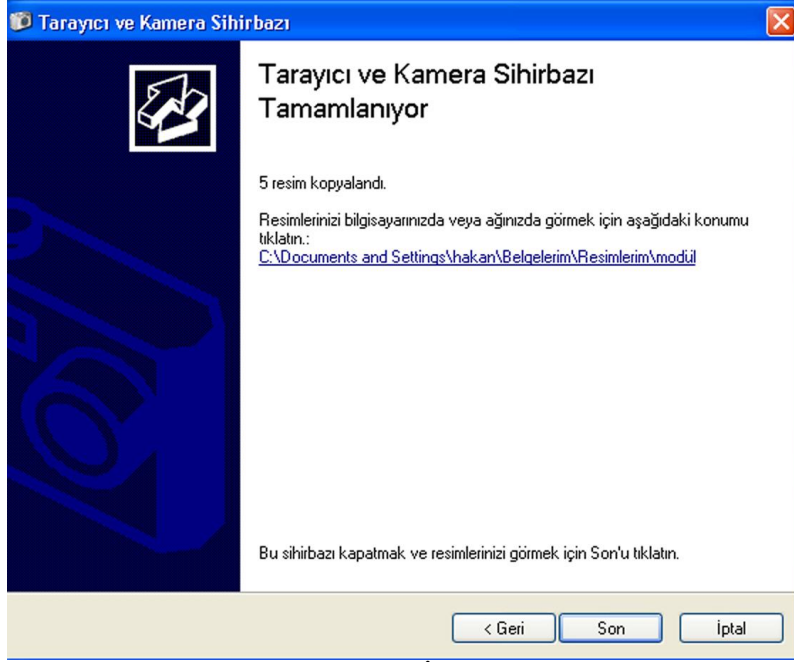 Tarayıcı ve Kamera Sihirbazı
Tarayıcı ve Kamera Sihirbazı
Tamamlanıyor
5 resim kopyalandı.
Resimlerinizi bilgisayarınızda veya ağınızda görmek için aşağıdaki konumu
tıklatın.:
C:\Documents and Settings\hakan\Belgelerim\Resimlerim\modül
Bu sihirbazı kapatmak ve resimlerinizi görmek için Son'u tıklatın.
< Geri Son İptal